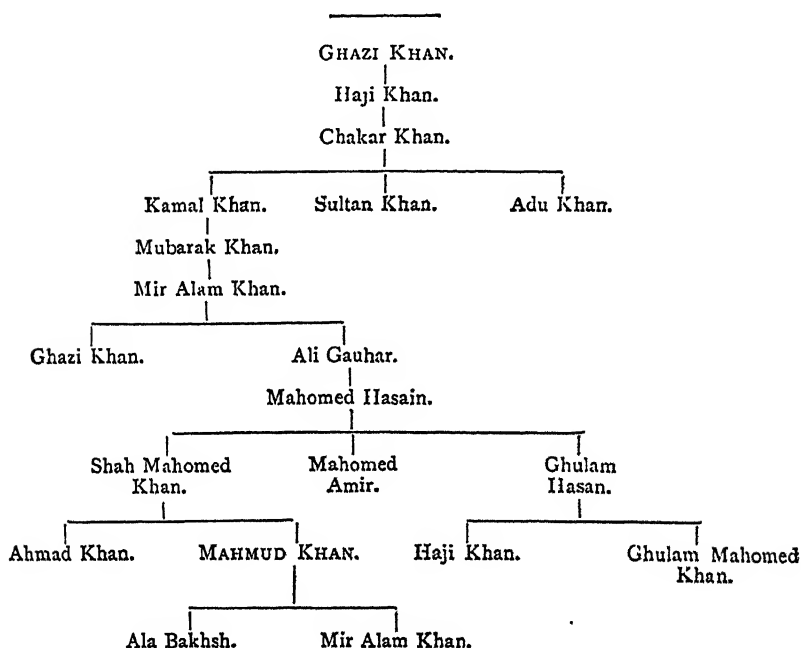 GHAZI KHAN.
Haji Khan.
Chakar Khan.
Kamal Khan. Sultan Khan. Adu Khan.
Mubarak Khan.
Mir Alam Khan.
Ghazi Khan. Ali Gauhar.
Mahomed Hasain.
Shah Mahomed Khan. Mahomed Amir. Ghulam Hasan.
Ahmad Khan. MAHMUD KHAN. Haji Khan. Ghulam Mahomed Khan.
Ala Bakhsh. Mir Alam Khan.